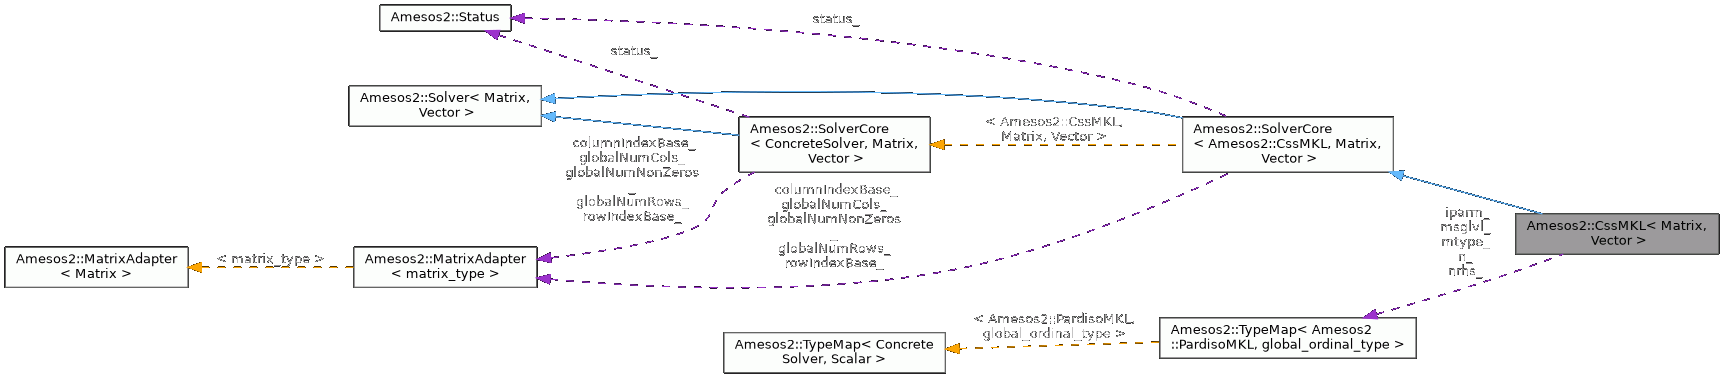 Amesos2::Status
status_
status_
Amesos2::Solver< Matrix,
Vector >
Amesos2::SolverCore
< ConcreteSolver, Matrix,
Vector >
< Amesos2::CssMKL,
Matrix, Vector >
Amesos2::SolverCore
< Amesos2::CssMKL, Matrix,
Vector >
columnIndexBase_
globalNumCols_
globalNumNonZeros
_
globalNumRows_
rowIndexBase_
columnIndexBase_
globalNumCols_
globalNumNonZeros
_
globalNumRows_
rowIndexBase_
iparm_
msglvl_
mtype_
n_
nrhs_
Amesos2::CssMKL< Matrix,
Vector >
Amesos2::MatrixAdapter
< Matrix >
< matrix_type >
Amesos2::MatrixAdapter
< matrix_type >
Amesos2::TypeMap< Concrete
Solver, Scalar >
< Amesos2::PardisoMKL,
global_ordinal_type >
Amesos2::TypeMap< Amesos2
::PardisoMKL, global_ordinal_type >